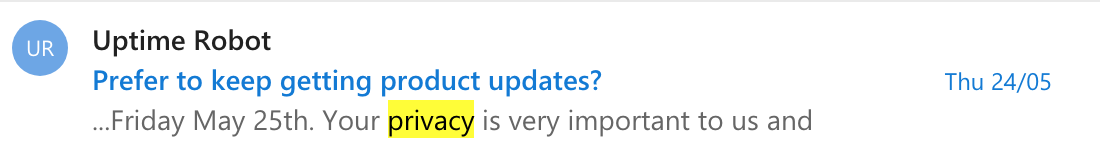 UR
Uptime Robot
Prefer to keep getting product updates?
Thu 24/05
...Friday May 25th. Your privacy is very important to us and